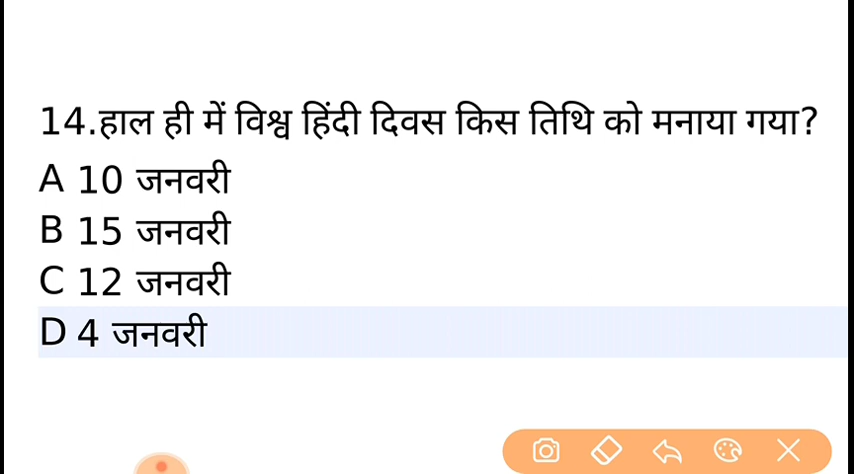 14.हाल ही में विश्व हिंदी दिवस किस तिथि को मनाया गया?
A 10 जनवरी
B 15 जनवरी
C 12 जनवरी
D 4 जनवरी